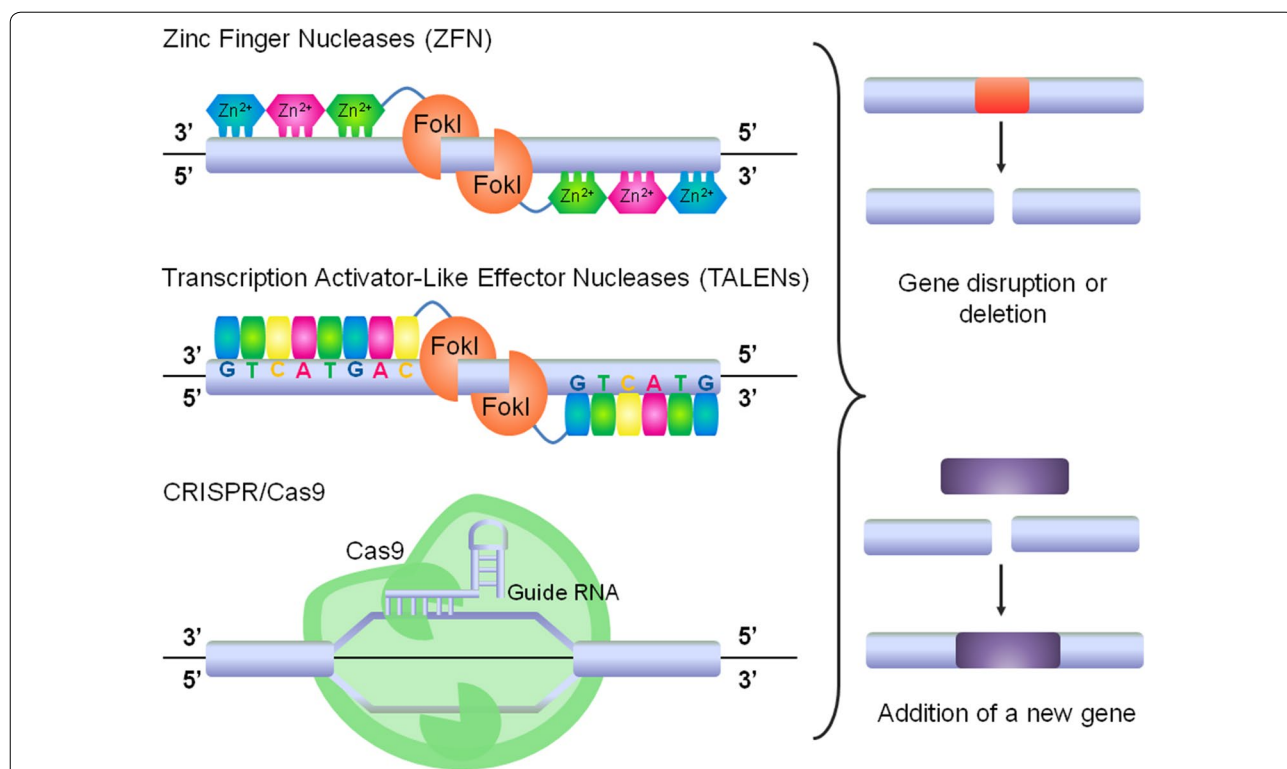 Zinc Finger Nucleases (ZFN)
Zn2+ Zn2+ Zn2+ FokI
3’ 5’
5’ 3’
FokI Zn2+ Zn2+ Zn2+
Transcription Activator-Like Effector Nucleases (TALENs)
FokI
3’ 5’
G T C A T G A C
5’ G T C A T G 3’
FokI
CRISPR/Cas9
Cas9
Guide RNA
3’ 5’
5’ 3’
Gene disruption or
deletion
Addition of a new gene